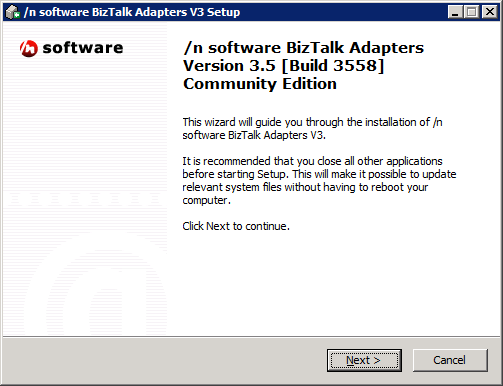 /n software BizTalk Adapters V3 Setup
/n software
/n software BizTalk Adapters
Version 3.5 [Build 3558]
Community Edition
This wizard will guide you through the installation of /n
software BizTalk Adapters V3.
It is recommended that you close all other applications
before starting Setup. This will make it possible to update
relevant system files without having to reboot your
computer.
Click Next to continue.
Next >
Cancel